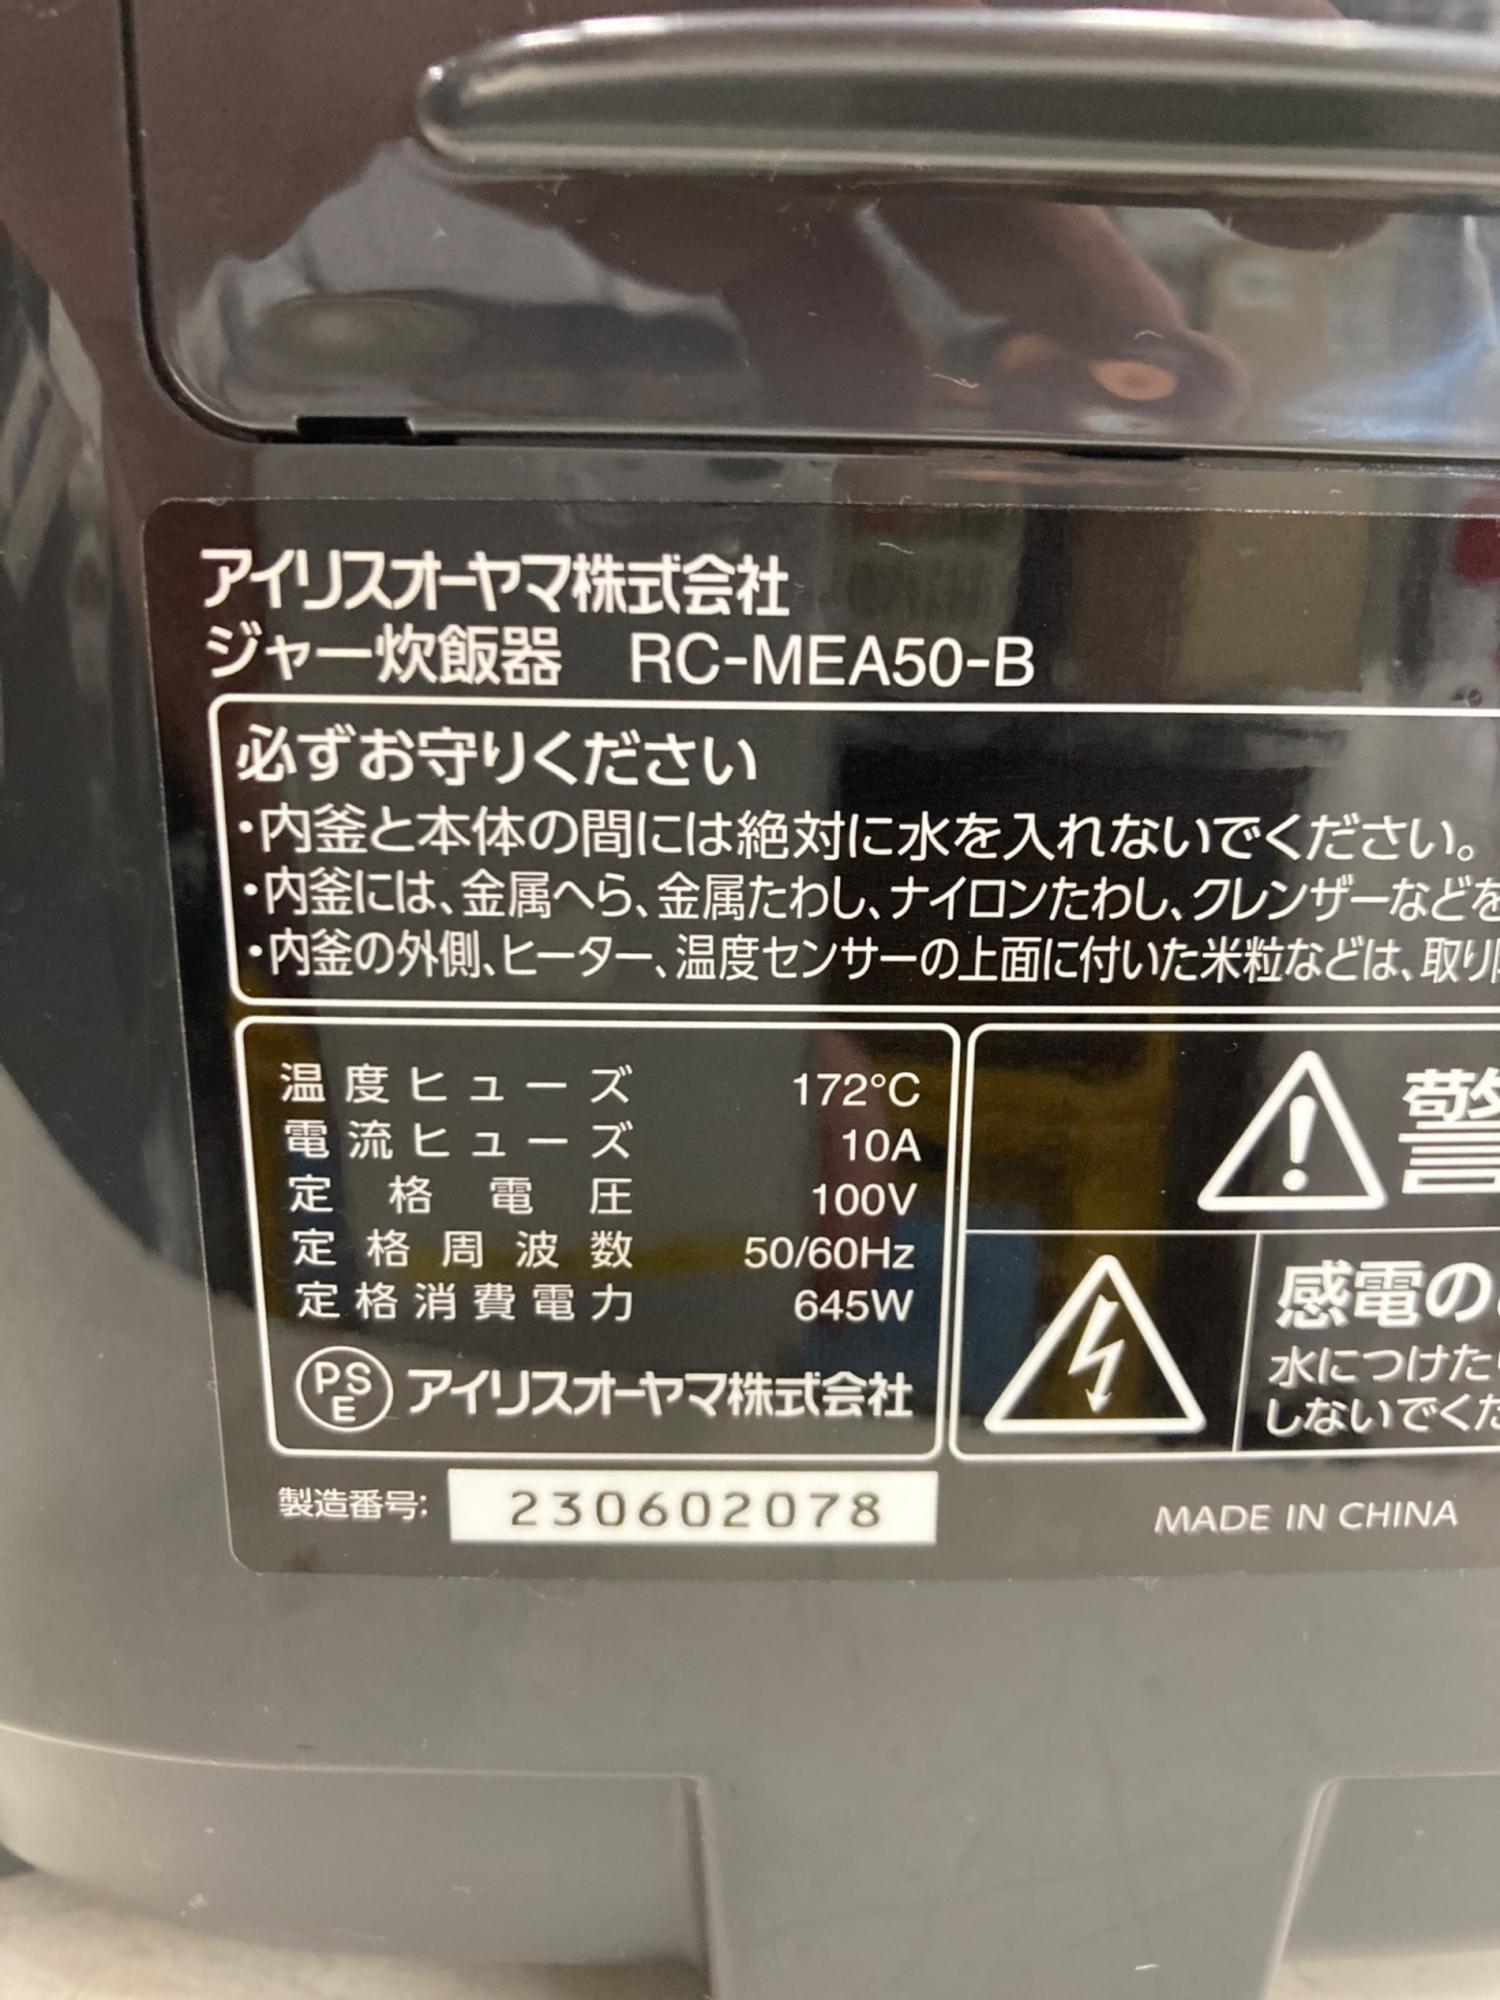 アイリスオーヤマ株式会社
ジャー炊飯器 RC-MEA50-B
必ずお守りください
・内釜と本体の間には絶対に水を入れないでください。
・内釜には、金属へら、金属たわし、ナイロンたわし、クレンザーなどを
・内釜の外側、ヒーター、温度センサーの上面に付いた米粒などは、取り
温度ヒューズ 172°C
電流ヒューズ 10A
定格電圧 100V
定格周波数 50/60Hz
定格消費電力 645W
PSE アイリスオーヤマ株式会社
警
感電の
水につけたり
しないでくだ
製造番号: 230602078
MADE IN CHINA